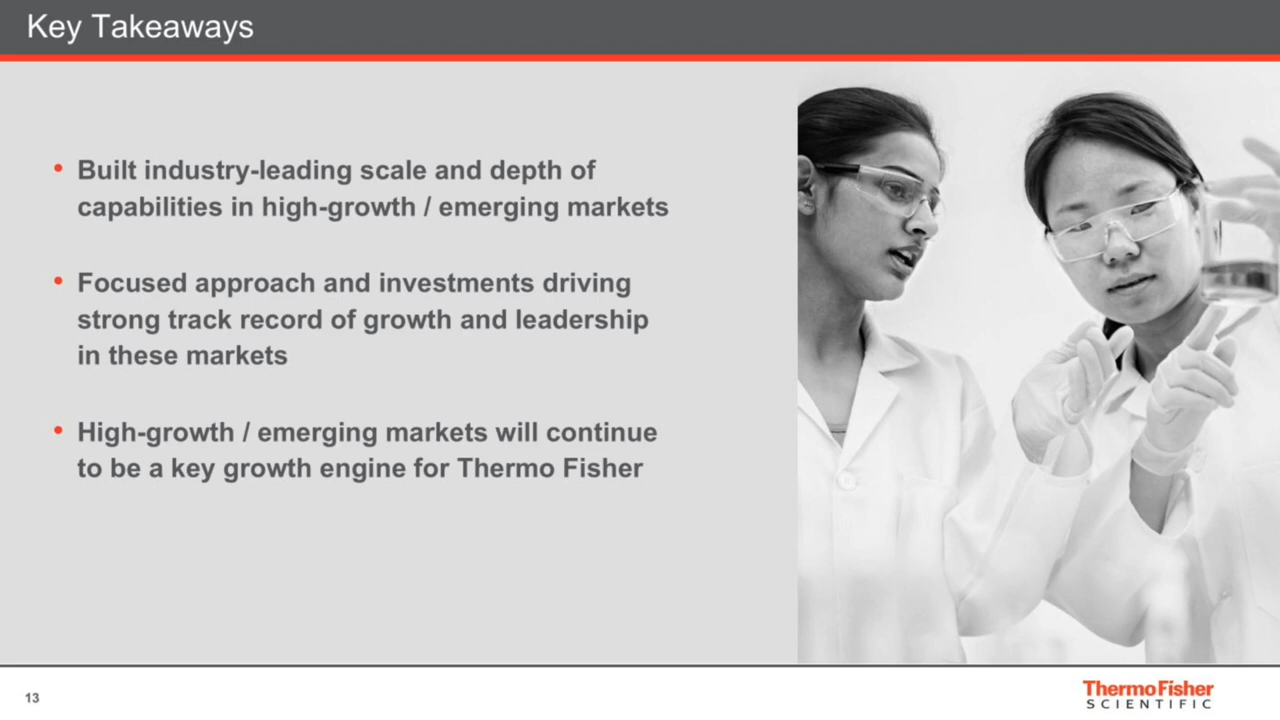 Key Takeaways
• Built industry-leading scale and depth of
capabilities in high-growth / emerging markets
• Focused approach and investments driving
strong track record of growth and leadership
in these markets
• High-growth / emerging markets will continue
to be a key growth engine for Thermo Fisher
13
ThermoFisher
SCIENTIFIC